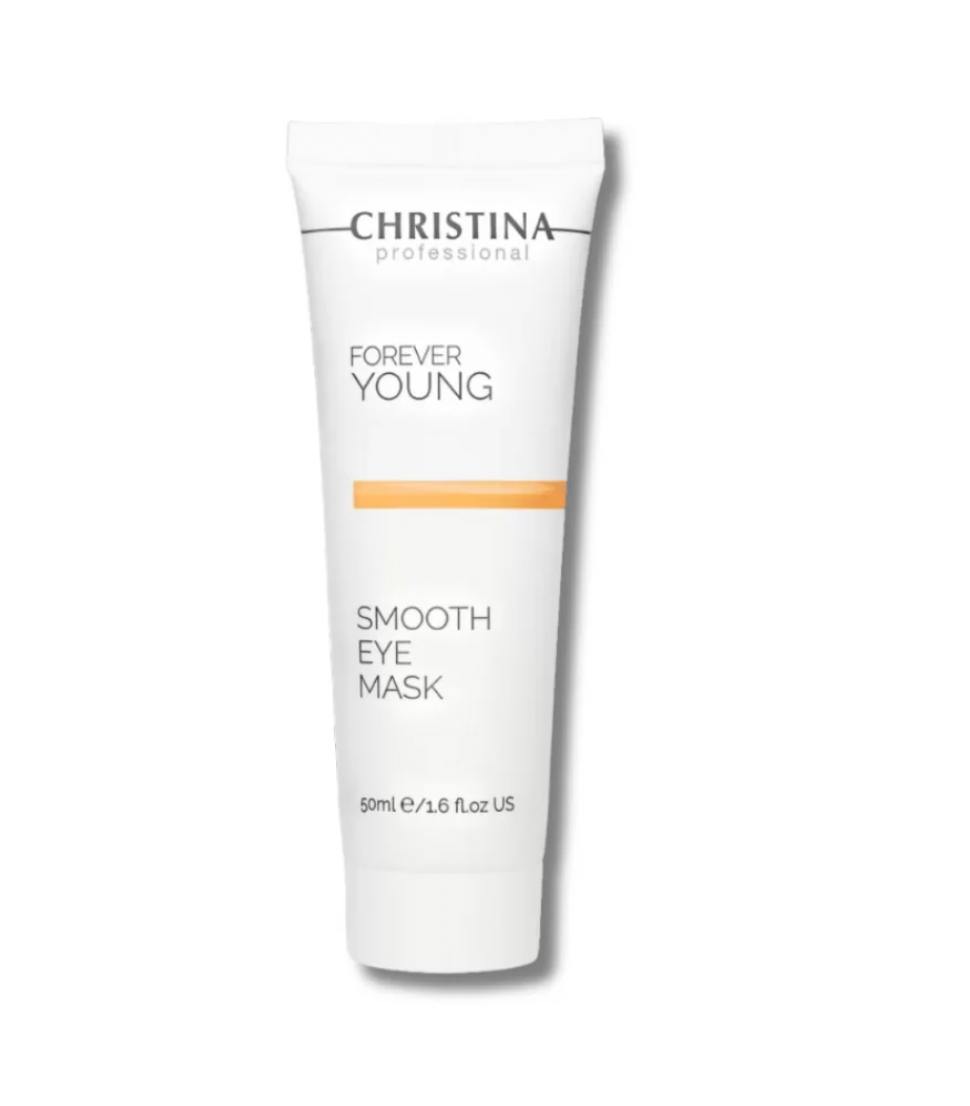 CHRISTINA
professional
FOREVER
YOUNG
SMOOTH
EYE
MASK
50ml ℮/1.6 fl.oz US